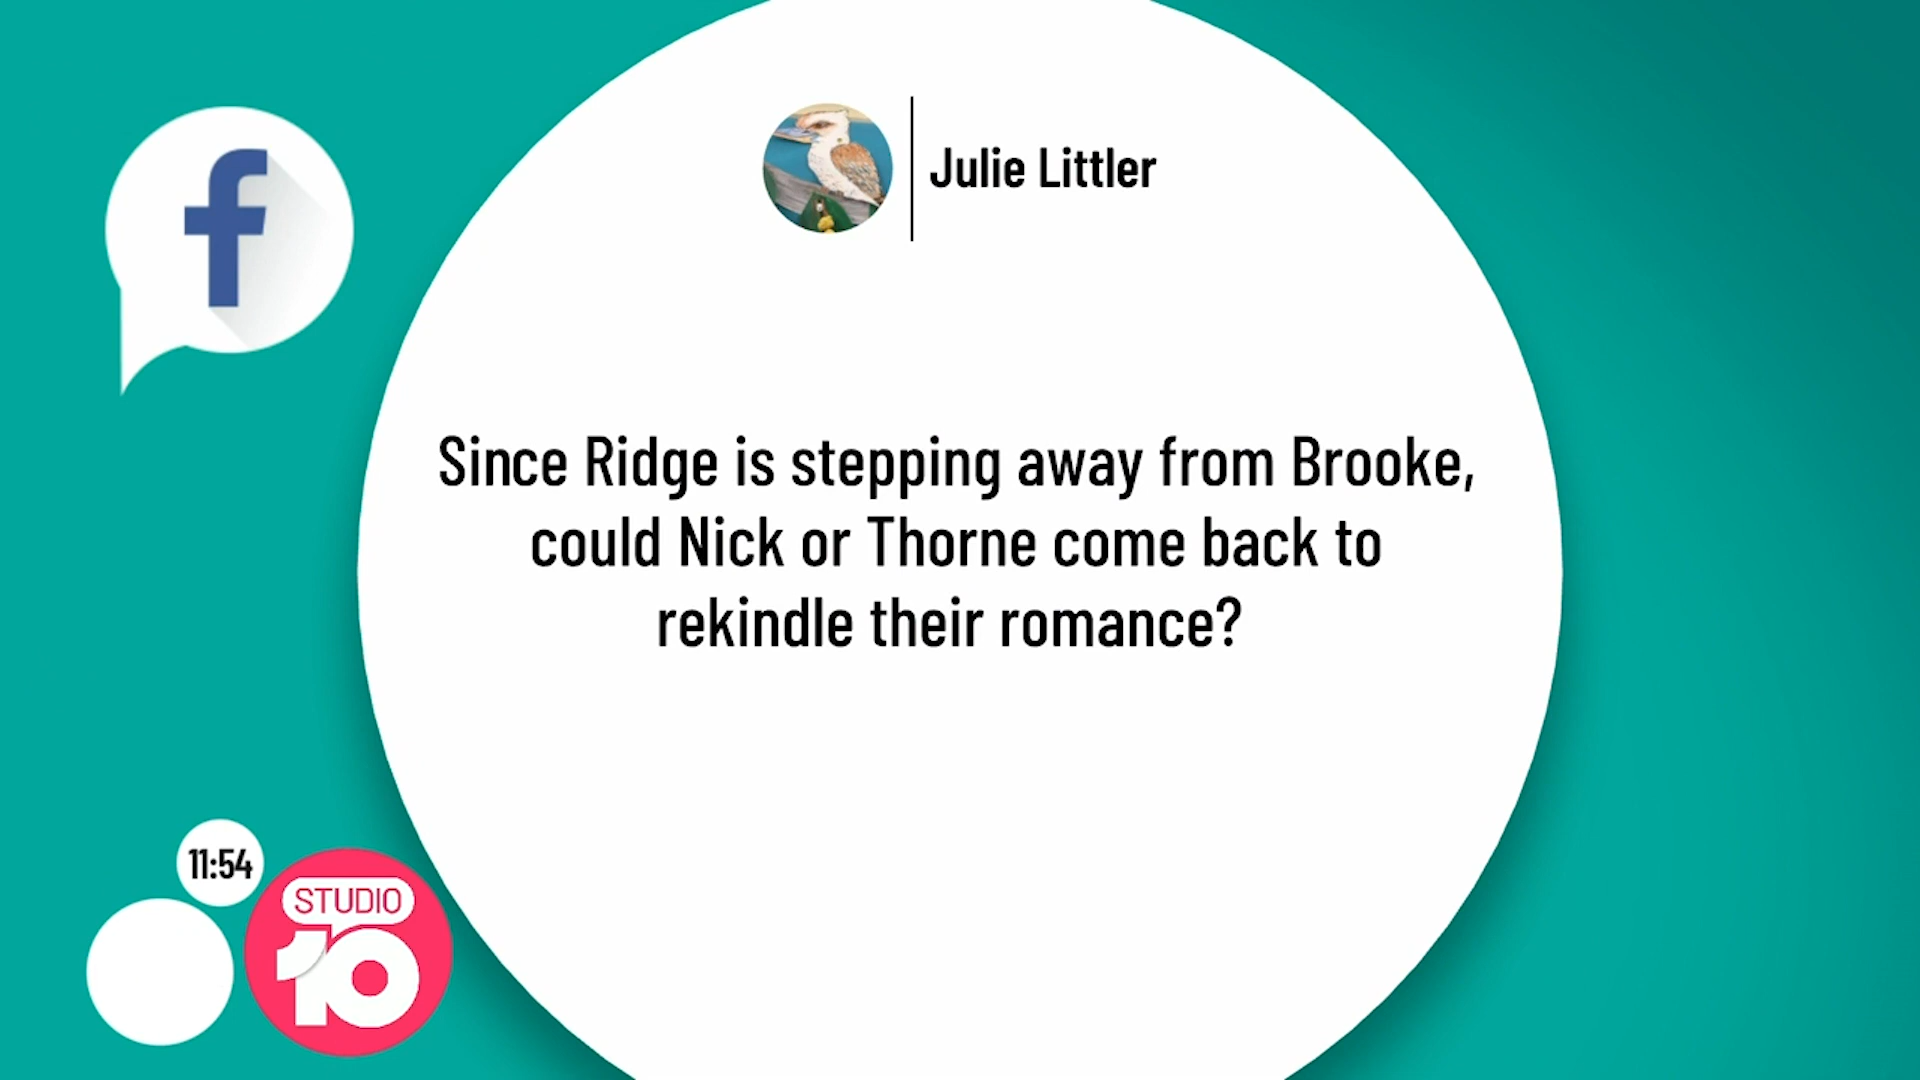 Julie Littler
Since Ridge is stepping away from Brooke,
could Nick or Thorne come back to
rekindle their romance?
11:54
STUDIO
10